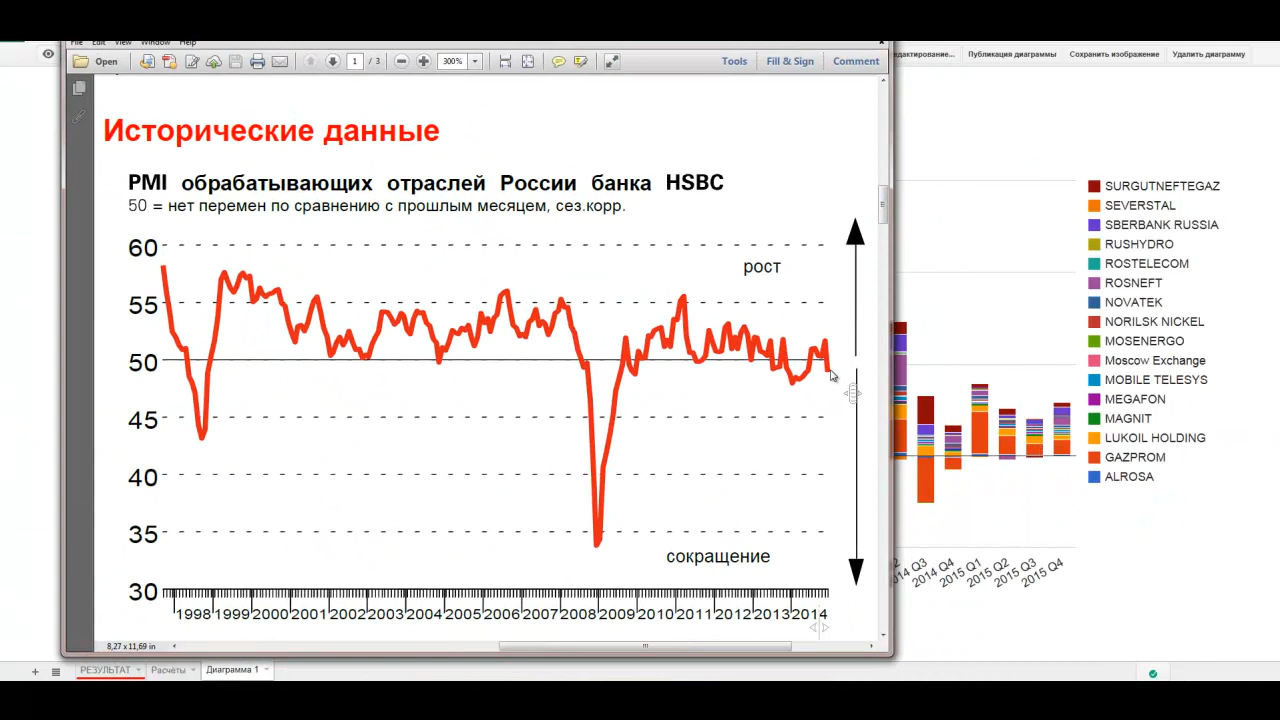 File Edit View Window Help
Open
1 / 3
300%
Tools Fill & Sign Comment
едактирование... Публикация диаграммы Сохранить изображение Удалить диаграмму
Исторические данные
PMI обрабатывающих отраслей России банка HSBC
50 = нет перемен по сравнению с прошлым месяцем, сез.корр.
60
55
50
45
40
35
30
рост
сокращение
1998 1999 2000 2001 2002 2003 2004 2005 2006 2007 2008 2009 2010 2011 2012 2013 2014
8,27 x 11,69 in
SURGUTNEFTEGAZ
SEVERSTAL
SBERBANK RUSSIA
RUSHYDRO
ROSTELECOM
ROSNEFT
NOVATEK
NORILSK NICKEL
MOSENERGO
Moscow Exchange
MOBILE TELESYS
MEGAFON
MAGNIT
LUKOIL HOLDING
GAZPROM
ALROSA
2014 Q3
2014 Q4
2015 Q1
2015 Q2
2015 Q3
2015 Q4
РЕЗУЛЬТАТ Расчёты Диаграмма 1